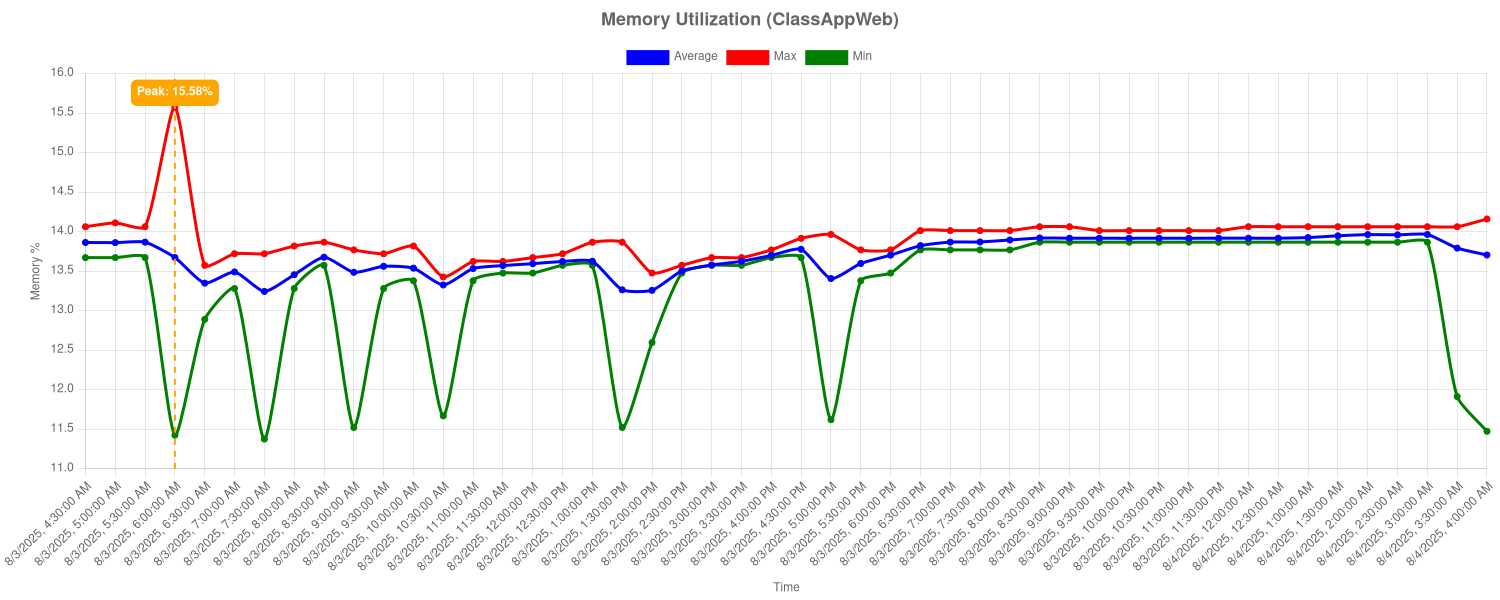 Memory Utilization (ClassAppWeb)
Average Max Min
Peak: 15.58%
16.0
15.5
15.0
14.5
14.0
13.5
13.0
12.5
12.0
11.5
11.0
Memory %
8/3/2025, 4:30:00 AM
8/3/2025, 5:00:00 AM
8/3/2025, 5:30:00 AM
8/3/2025, 6:00:00 AM
8/3/2025, 6:30:00 AM
8/3/2025, 7:00:00 AM
8/3/2025, 7:30:00 AM
8/3/2025, 8:00:00 AM
8/3/2025, 8:30:00 AM
8/3/2025, 9:00:00 AM
8/3/2025, 9:30:00 AM
8/3/2025, 10:00:00 AM
8/3/2025, 10:30:00 AM
8/3/2025, 11:00:00 AM
8/3/2025, 11:30:00 AM
8/3/2025, 12:00:00 PM
8/3/2025, 12:30:00 PM
8/3/2025, 1:00:00 PM
8/3/2025, 1:30:00 PM
8/3/2025, 2:00:00 PM
8/3/2025, 2:30:00 PM
8/3/2025, 3:00:00 PM
8/3/2025, 3:30:00 PM
8/3/2025, 4:00:00 PM
8/3/2025, 4:30:00 PM
8/3/2025, 5:00:00 PM
8/3/2025, 5:30:00 PM
8/3/2025, 6:00:00 PM
8/3/2025, 6:30:00 PM
8/3/2025, 7:00:00 PM
8/3/2025, 7:30:00 PM
8/3/2025, 8:00:00 PM
8/3/2025, 8:30:00 PM
8/3/2025, 9:00:00 PM
8/3/2025, 9:30:00 PM
8/3/2025, 10:00:00 PM
8/3/2025, 10:30:00 PM
8/3/2025, 11:00:00 PM
8/3/2025, 11:30:00 PM
8/4/2025, 12:00:00 AM
8/4/2025, 12:30:00 AM
8/4/2025, 1:00:00 AM
8/4/2025, 1:30:00 AM
8/4/2025, 2:00:00 AM
8/4/2025, 2:30:00 AM
8/4/2025, 3:00:00 AM
8/4/2025, 3:30:00 AM
8/4/2025, 4:00:00 AM
Time